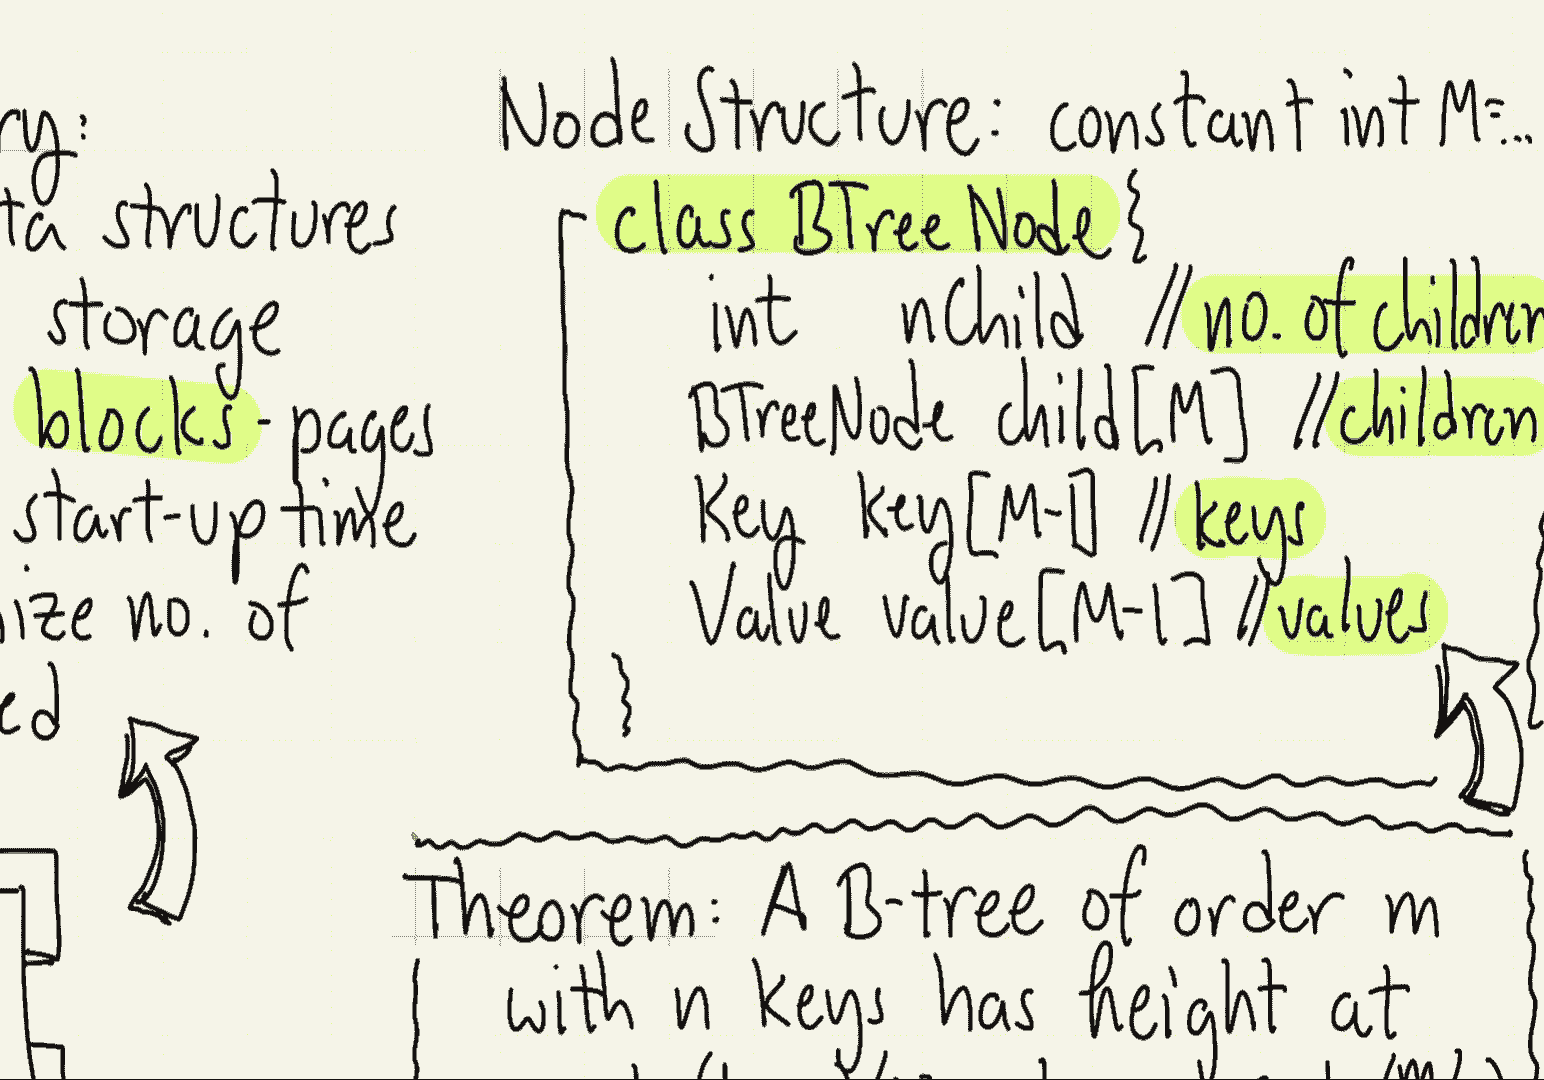 ry:
ta structures
storage
blocks - pages
start-up time
ize no. of
ed
Node Structure: constant int M=...
class BTreeNode {
int nChild // no. of children
BTreeNode child[M] // children
Key key[M-1] // keys
Value value[M-1] // values
}
Theorem: A B-tree of order m
with n keys has height at